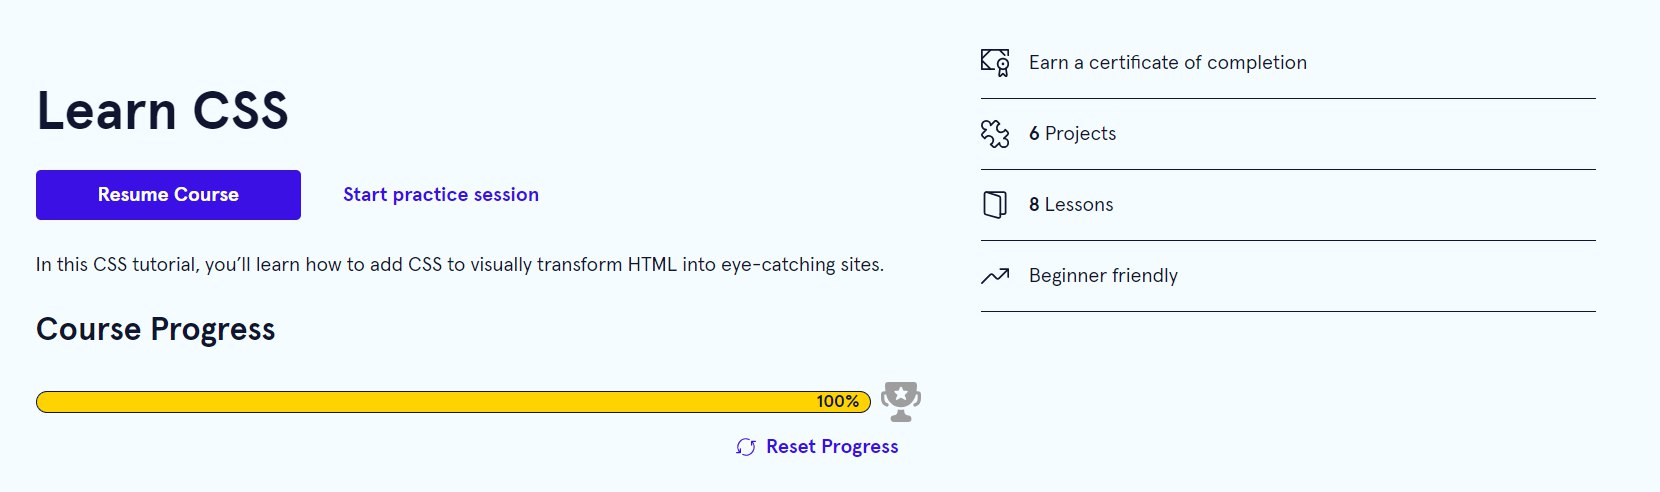 Learn CSS
Resume Course
Start practice session
In this CSS tutorial, you’ll learn how to add CSS to visually transform HTML into eye-catching sites.
Course Progress
100%
Reset Progress
Earn a certificate of completion
6 Projects
8 Lessons
Beginner friendly